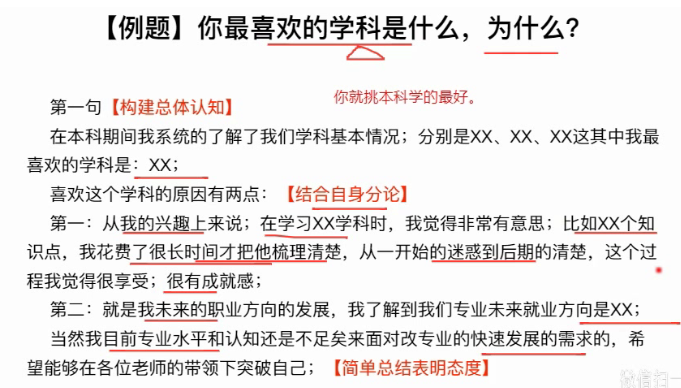 【例题】你最喜欢的学科是什么，为什么？
第一句【构建总体认知】
你就挑本科学的最好。
在本科期间我系统的了解了我们学科基本情况；分别是XX、XX、XX这其中我最
喜欢的学科是：XX；
喜欢这个学科的原因有两点：【结合自身分论】
第一：从我的兴趣上来说；在学习XX学科时，我觉得非常有意思；比如XX个知
识点，我花费了很长时间才把他梳理清楚，从一开始的迷惑到后期的清楚，这个过
程我觉得很享受；很有成就感；
第二：就是我未来的职业方向的发展，我了解到我们专业未来就业方向是XX；
当然我目前专业水平和认知还是不足矣来面对改专业的快速发展的需求的，希
望能够在各位老师的带领下突破自己；【简单总结表明态度】
微信扫一